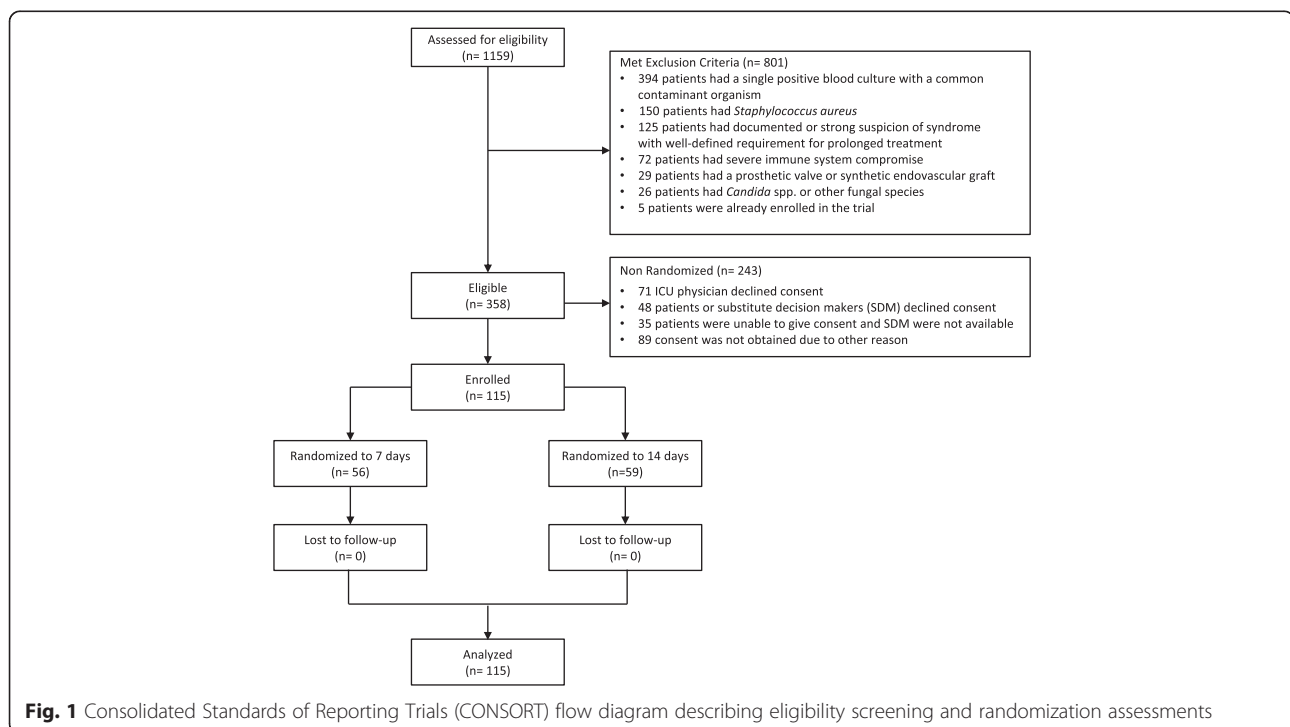 Assessed for eligibility
(n= 1159)
Met Exclusion Criteria (n= 801)
• 394 patients had a single positive blood culture with a common
contaminant organism
• 150 patients had Staphylococcus aureus
• 125 patients had documented or strong suspicion of syndrome
with well-defined requirement for prolonged treatment
• 72 patients had severe immune system compromise
• 29 patients had a prosthetic valve or synthetic endovascular graft
• 26 patients had Candida spp. or other fungal species
• 5 patients were already enrolled in the trial
Eligible
(n= 358)
Non Randomized (n= 243)
• 71 ICU physician declined consent
• 48 patients or substitute decision makers (SDM) declined consent
• 35 patients were unable to give consent and SDM were not available
• 89 consent was not obtained due to other reason
Enrolled
(n= 115)
Randomized to 7 days
(n= 56)
Randomized to 14 days
(n=59)
Lost to follow-up
(n= 0)
Lost to follow-up
(n= 0)
Analyzed
(n= 115)
Fig. 1 Consolidated Standards of Reporting Trials (CONSORT) flow diagram describing eligibility screening and randomization assessments